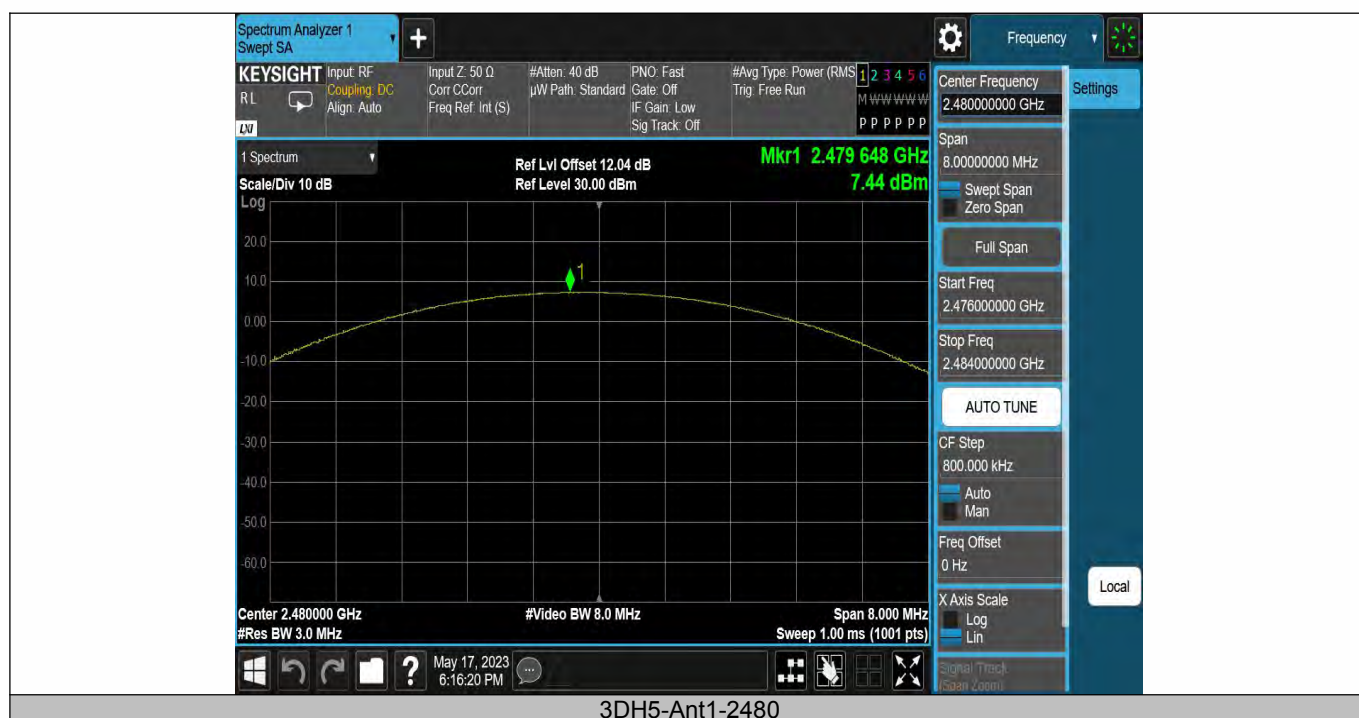 Spectrum Analyzer 1
Swept SA
Frequency
KEYSIGHT
RL
LXI
Input: RF
Coupling: DC
Align: Auto
Input Z: 50 Ω
Corr CCorr
Freq Ref: Int (S)
#Atten: 40 dB
µW Path: Standard
PNO: Fast
Gate: Off
IF Gain: Low
Sig Track: Off
#Avg Type: Power (RMS
Trig: Free Run
1 2 3 4 5 6
M W W W W W
P P P P P P
Center Frequency
2.480000000 GHz
Settings
1 Spectrum
Scale/Div 10 dB
Log
Ref Lvl Offset 12.04 dB
Ref Level 30.00 dBm
Mkr1 2.479 648 GHz
7.44 dBm
20.0
10.0
0.00
-10.0
-20.0
-30.0
-40.0
-50.0
-60.0
1
Span
8.00000000 MHz
Swept Span
Zero Span
Full Span
Start Freq
2.476000000 GHz
Stop Freq
2.484000000 GHz
AUTO TUNE
CF Step
800.000 kHz
Auto
Man
Freq Offset
0 Hz
X Axis Scale
Log
Lin
Signal Track
(Span Zoom)
Local
Center 2.480000 GHz
#Res BW 3.0 MHz
#Video BW 8.0 MHz
Span 8.000 MHz
Sweep 1.00 ms (1001 pts)
?
May 17, 2023
6:16:20 PM
3DH5-Ant1-2480